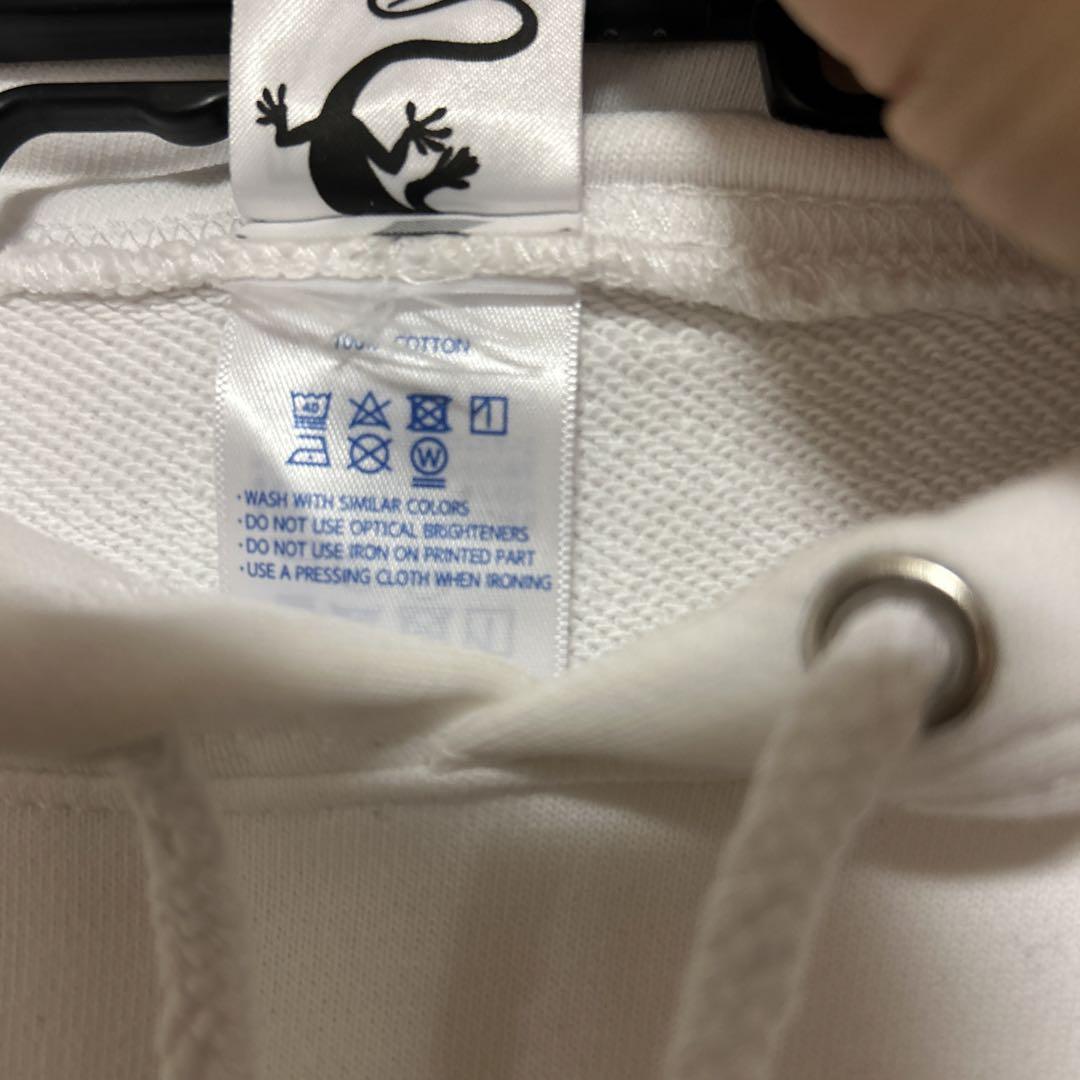 100% COTTON
40
W
· WASH WITH SIMILAR COLORS
· DO NOT USE OPTICAL BRIGHTENERS
· DO NOT USE IRON ON PRINTED PART
· USE A PRESSING CLOTH WHEN IRONING